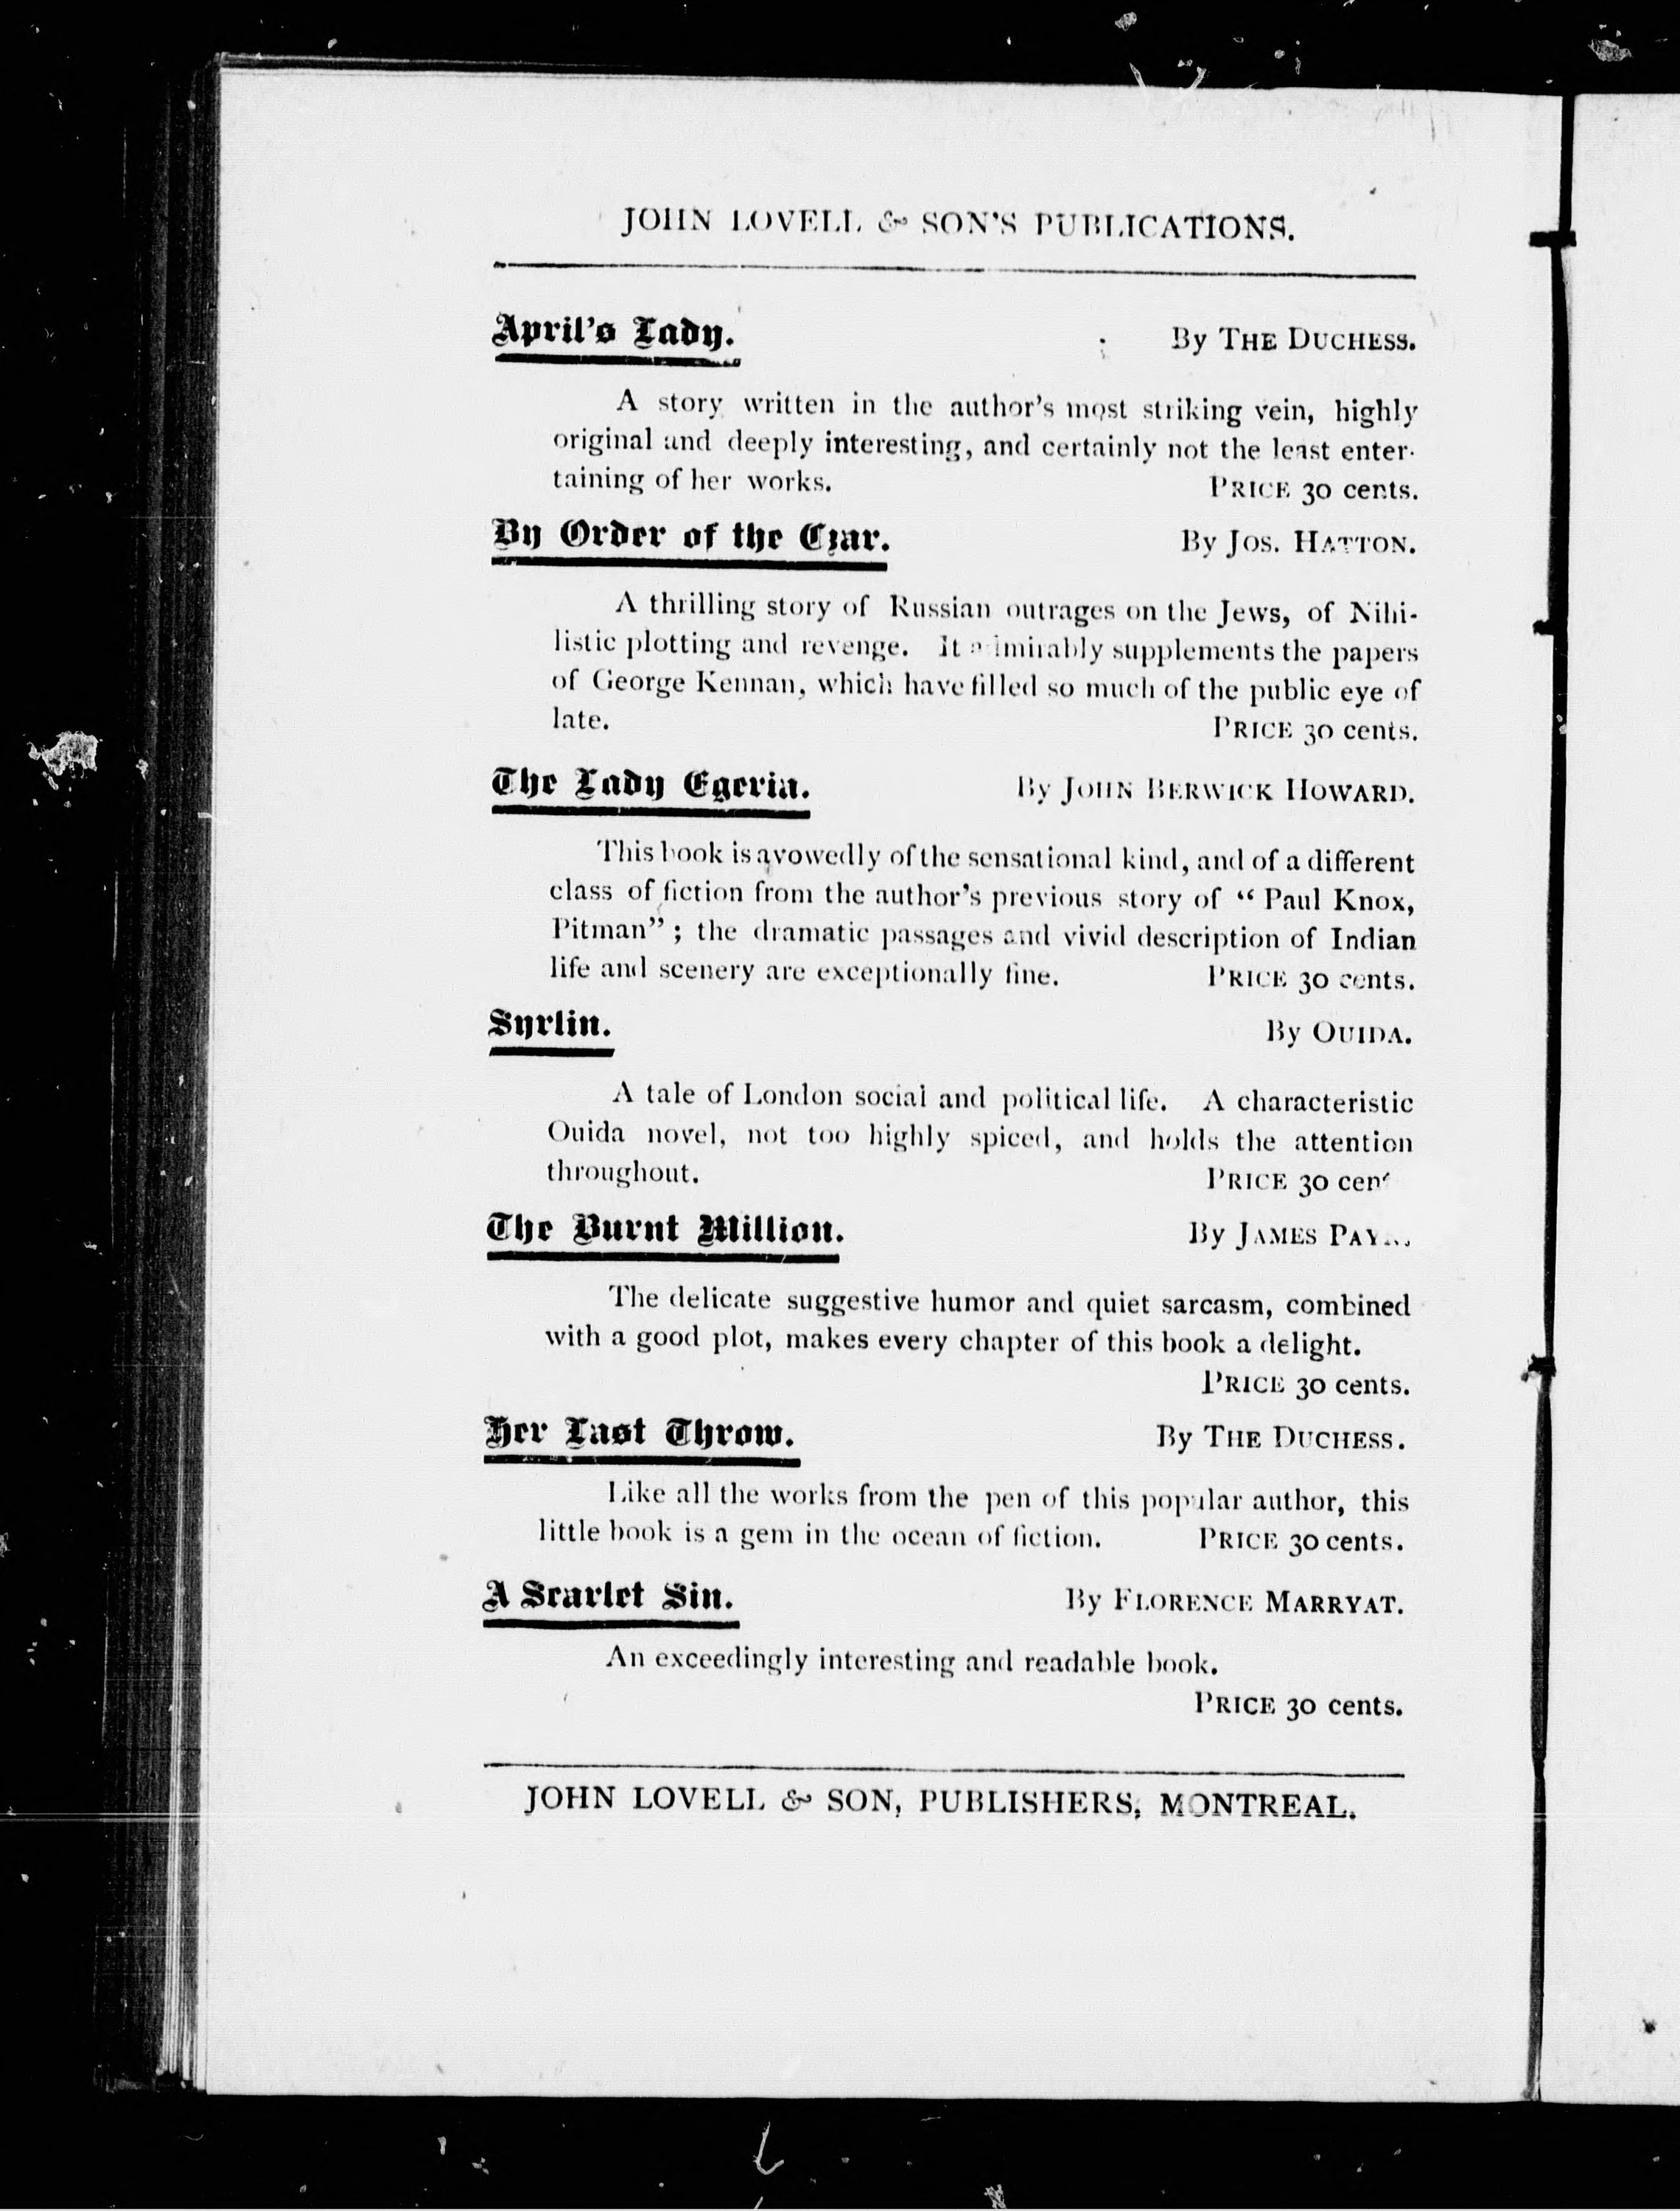 JOHN LOVELL & SON'S PUBLICATIONS.
April's Lady. By THE DUCHESS.
A story written in the author's most striking vein, highly
original and deeply interesting, and certainly not the least enter-
taining of her works. PRICE 30 cents.
By Order of the Czar. By JOS. HATTON.
A thrilling story of Russian outrages on the Jews, of Nihi-
listic plotting and revenge. It admirably supplements the papers
of George Kennan, which have filled so much of the public eye of
late. PRICE 30 cents.
The Lady Egeria. By JOHN BERWICK HOWARD.
This book is avowedly of the sensational kind, and of a different
class of fiction from the author's previous story of "Paul Knox,
Pitman"; the dramatic passages and vivid description of Indian
life and scenery are exceptionally fine. PRICE 30 cents.
Syrlin. By OUIDA.
A tale of London social and political life. A characteristic
Ouida novel, not too highly spiced, and holds the attention
throughout. PRICE 30 cent
The Burnt Million. By JAMES PAY
The delicate suggestive humor and quiet sarcasm, combined
with a good plot, makes every chapter of this book a delight.
PRICE 30 cents.
Her Last Throw. By THE DUCHESS.
Like all the works from the pen of this popular author, this
little book is a gem in the ocean of fiction. PRICE 30 cents.
A Scarlet Sin. By FLORENCE MARRYAT.
An exceedingly interesting and readable book.
PRICE 30 cents.
JOHN LOVELL & SON, PUBLISHERS, MONTREAL.